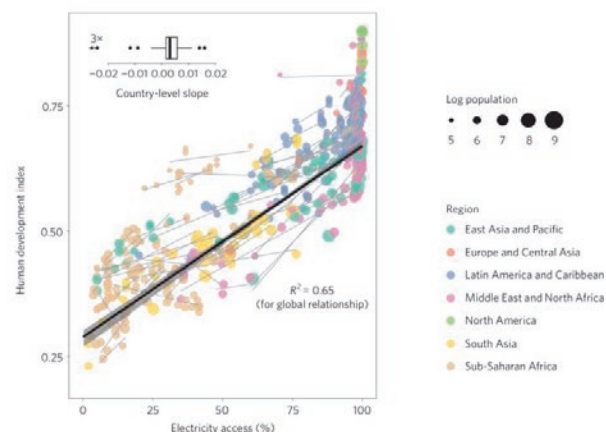 3×
−0.02 −0.01 0.00 0.01 0.02
Country-level slope
0.75
0.50
0.25
Human development index
R² = 0.65
(for global relationship)
0 25 50 75 100
Electricity access (%)
Log population
5 6 7 8 9
Region
East Asia and Pacific
Europe and Central Asia
Latin America and Caribbean
Middle East and North Africa
North America
South Asia
Sub-Saharan Africa